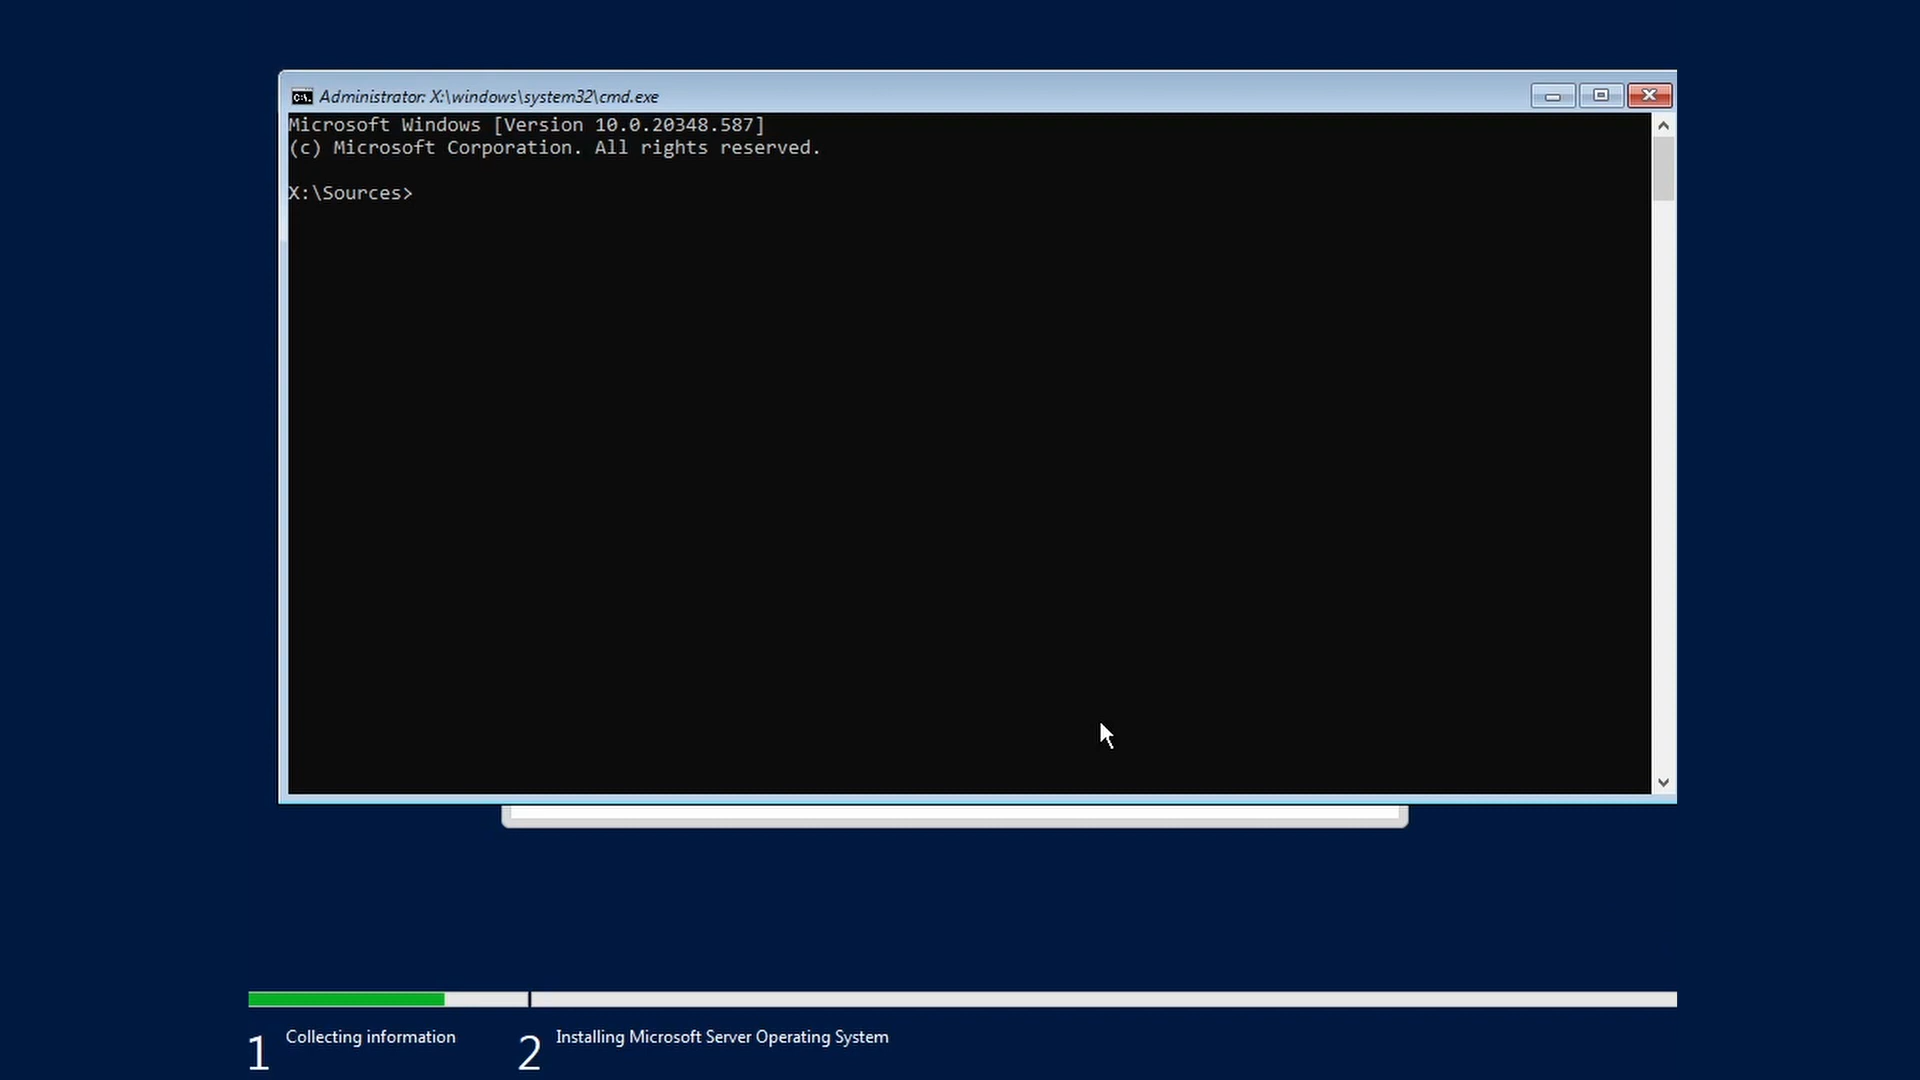 Administrator: X:\windows\system32\cmd.exe
Microsoft Windows [Version 10.0.20348.587]
(c) Microsoft Corporation. All rights reserved.
X:\Sources>
1 Collecting information
2 Installing Microsoft Server Operating System